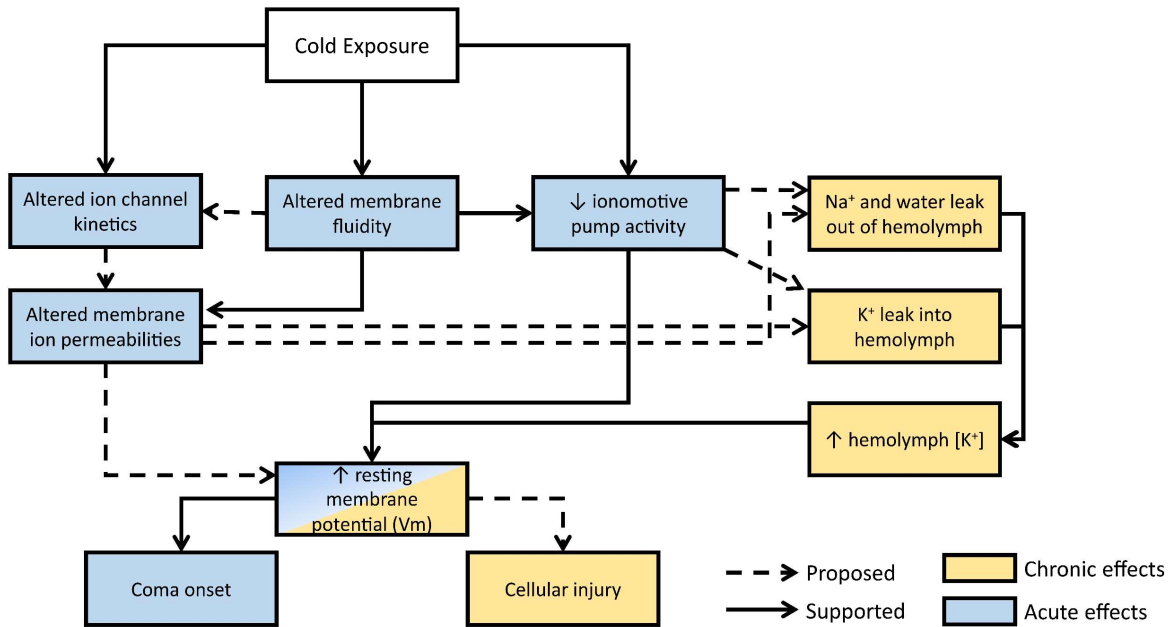 Cold Exposure
Altered ion channel
kinetics
Altered membrane
fluidity
↓ ionomotive
pump activity
Na⁺ and water leak
out of hemolymph
Altered membrane
ion permeabilities
K⁺ leak into
hemolymph
↑ hemolymph [K⁺]
↑ resting
membrane
potential (Vm)
Coma onset
Cellular injury
Proposed
Supported
Chronic effects
Acute effects